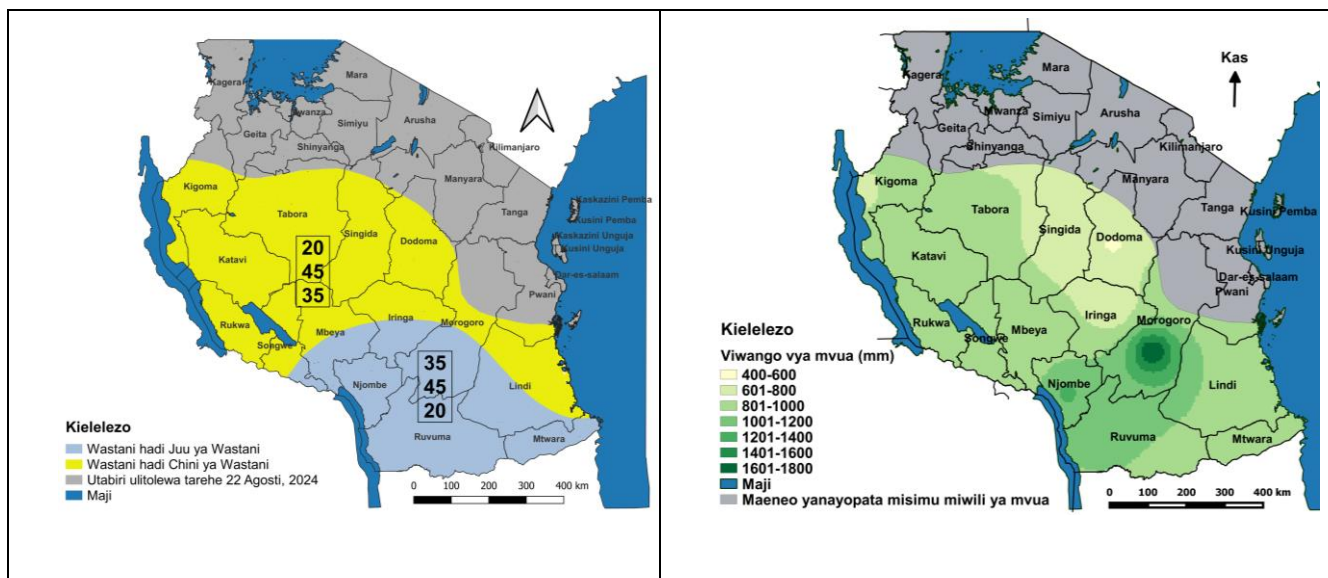 Kagera
Mara
Mwanza
Simiyu
Arusha
Geita
Shinyanga
Kilimanjaro
Manyara
Kigoma
Tanga
Kaskazini Pemba
Kusini Pemba
Kaskazini Unguja
Kusini Unguja
Tabora
Singida
Dodoma
20
45
35
Katavi
Dar-es-salaam
Pwani
Rukwa
Iringa
Morogoro
Mbeya
Songwe
35
45
20
Njombe
Lindi
Ruvuma
Mtwara
Kielelezo
Wastani hadi Juu ya Wastani
Wastani hadi Chini ya Wastani
Utabiri ulitolewa tarehe 22 Agosti, 2024
Maji
0 100 200 300 400 km
Kas
Kagera
Mara
Mwanza
Arusha
Geita
Simiyu
Shinyanga
Kilimanjaro
Manyara
Kigoma
Tabora
Tanga
Kusini Pemba
Singida
Dodoma
Kusini Unguja
Katavi
Dar-es-salaam
Pwani
Rukwa
Iringa
Morogoro
Mbeya
Songwe
Njombe
Lindi
Ruvuma
Mtwara
Kielelezo
Viwango vya mvua (mm)
400-600
601-800
801-1000
1001-1200
1201-1400
1401-1600
1601-1800
Maji
Maeneo yanayopata misimu miwili ya mvua
0 100 200 300 400 km